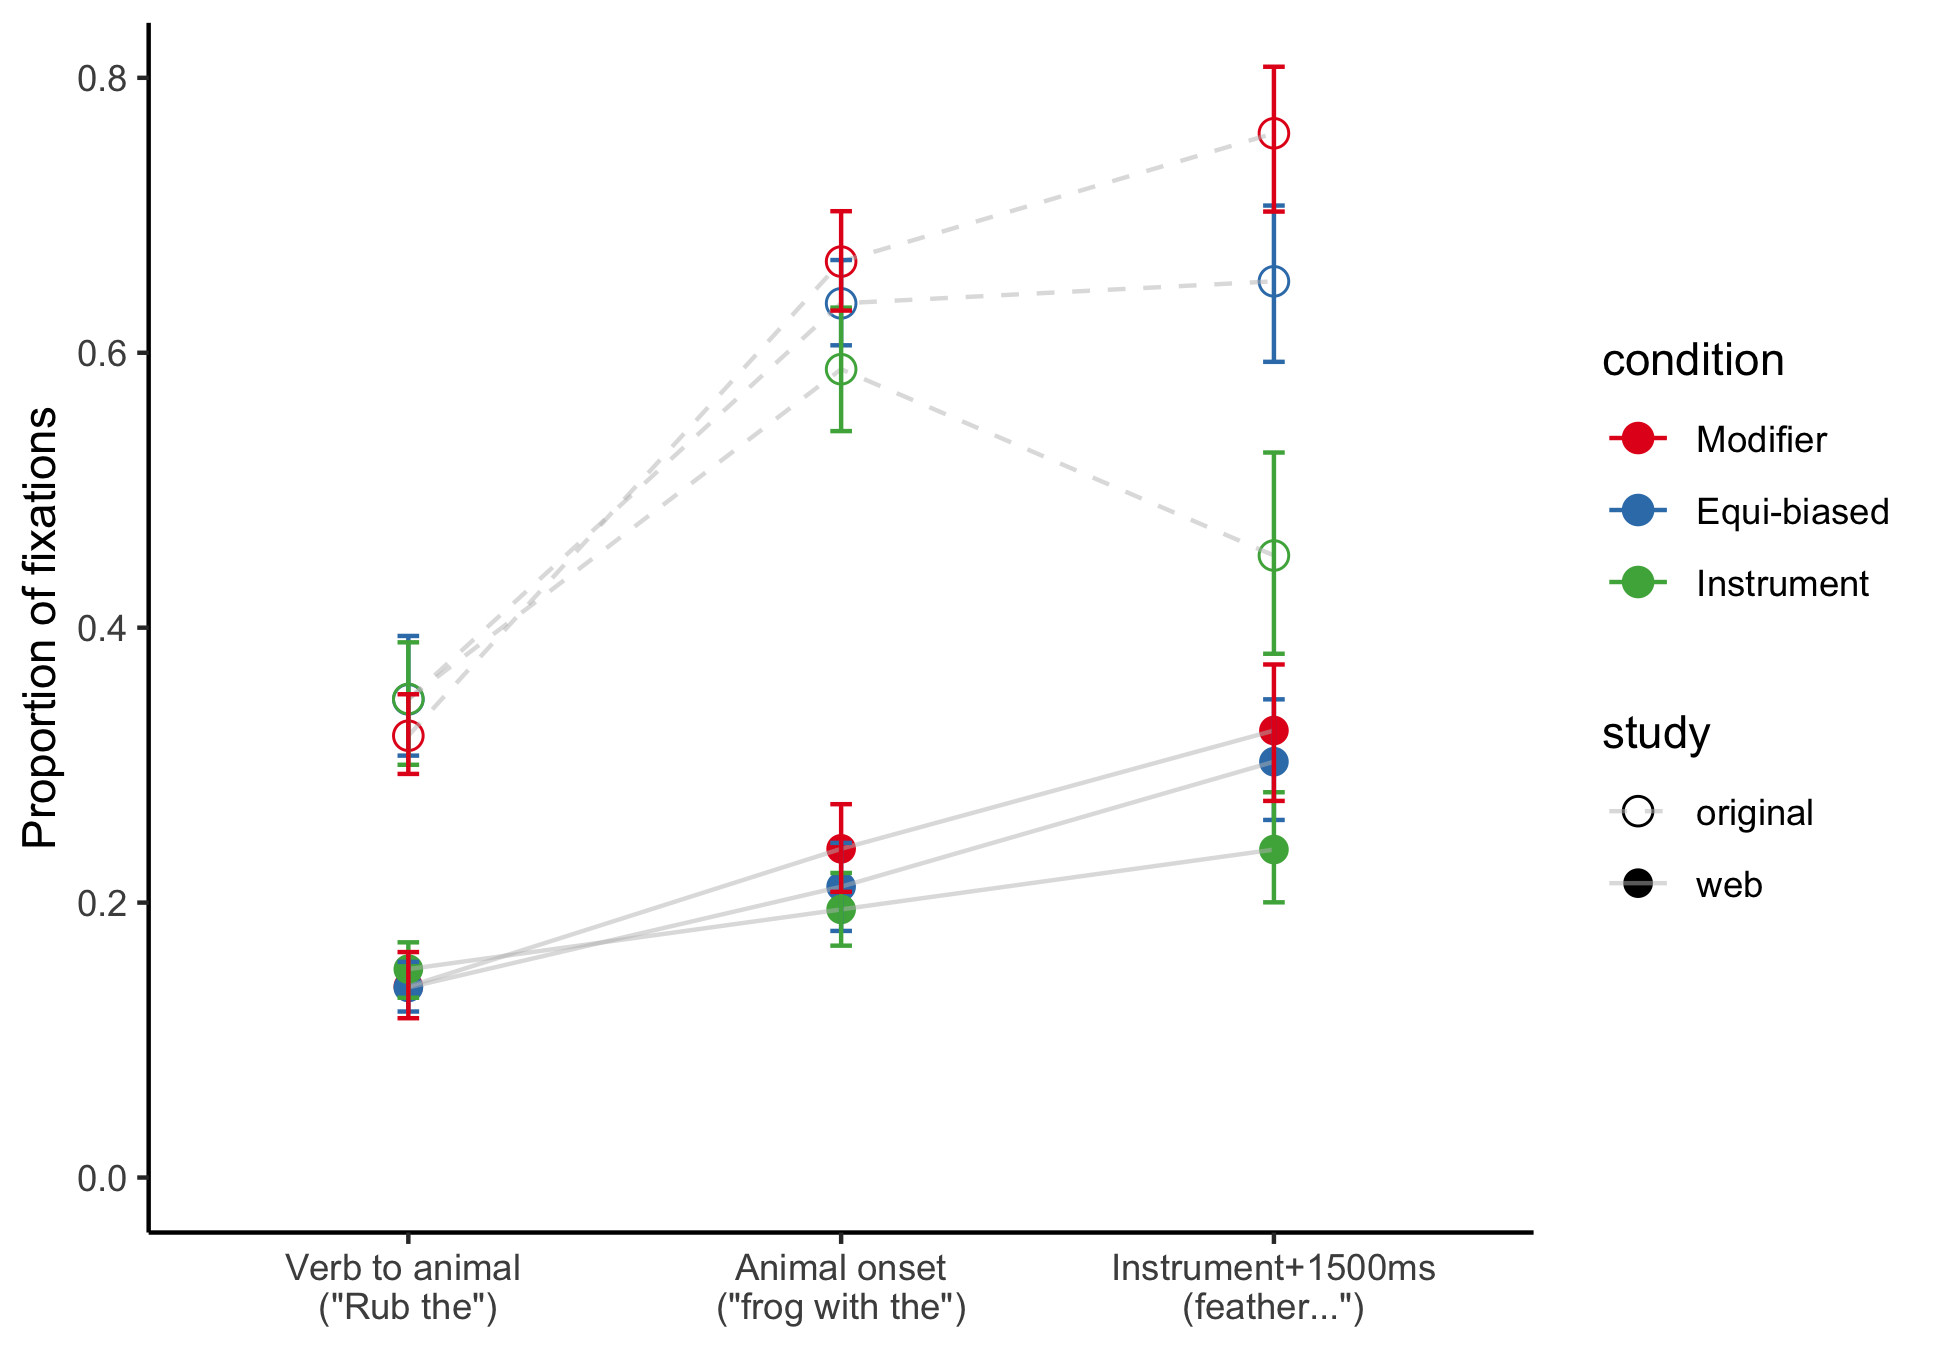 Proportion of fixations
0.8
0.6
0.4
0.2
0.0
Verb to animal
("Rub the")
Animal onset
("frog with the")
Instrument+1500ms
(feather...")
condition
Modifier
Equi-biased
Instrument
study
original
web